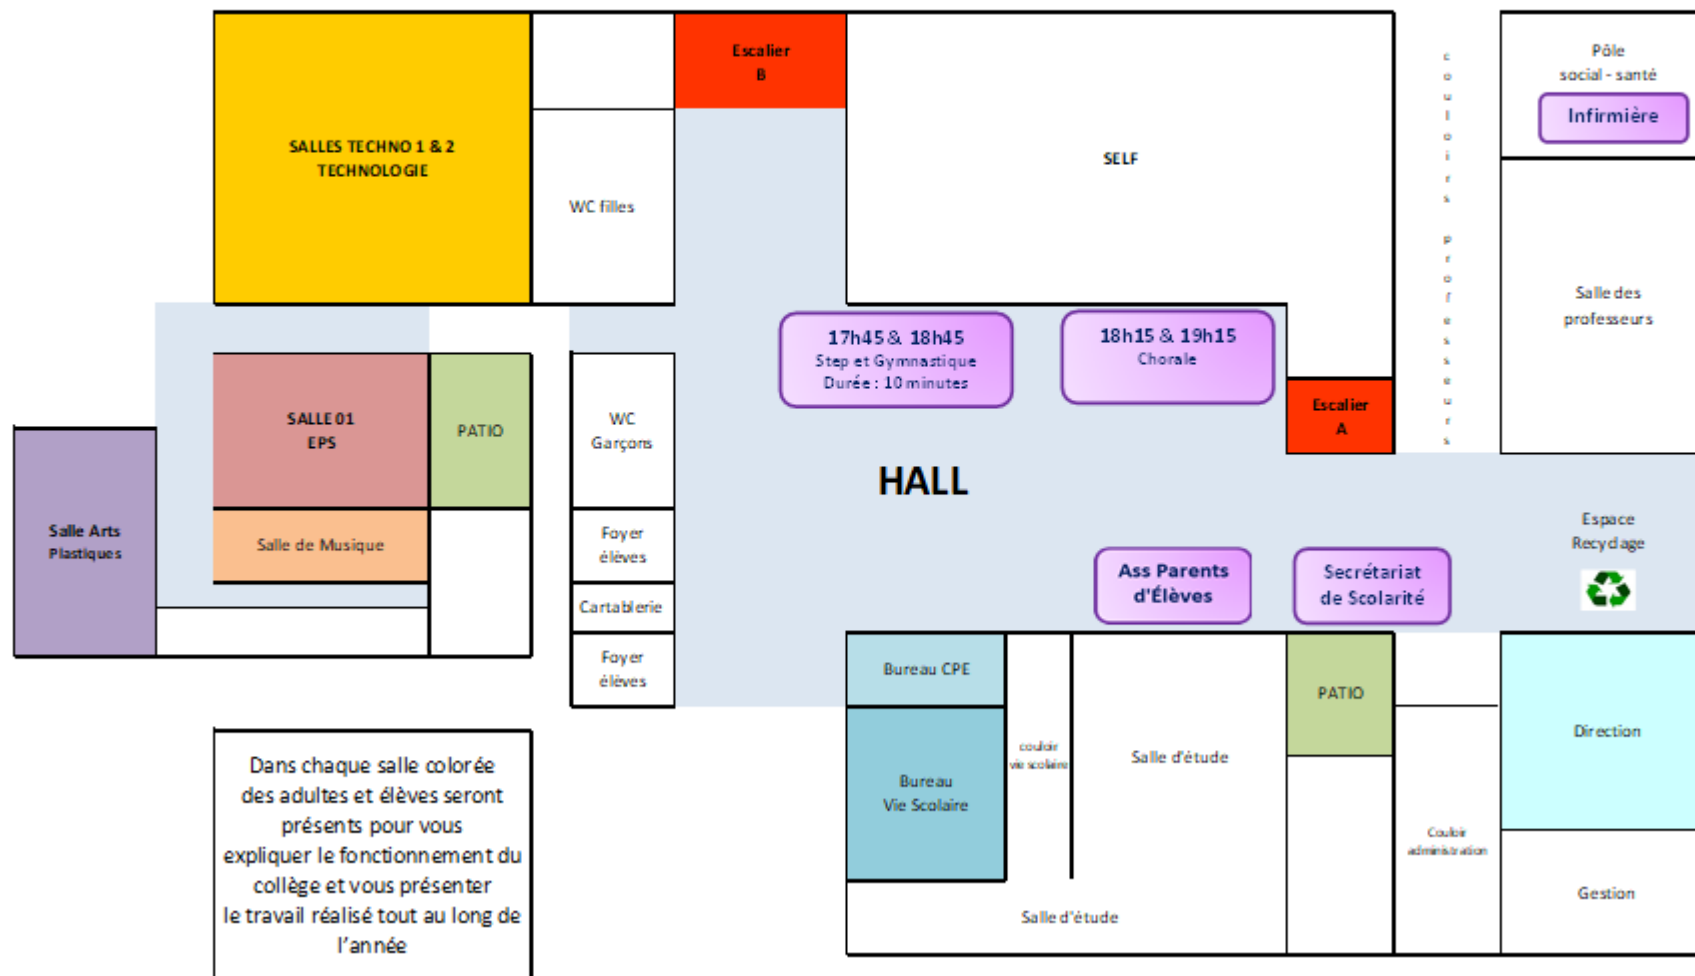 Escalier
B
Pôle
social - santé
Infirmière
SALLES TECHNO 1 & 2
TECHNOLOGIE
SELF
couloirs professeurs
WC filles
Salle des
professeurs
17h45 & 18h45
Step et Gymnastique
Durée : 10 minutes
18h15 & 19h15
Chorale
Escalier
A
SALLE 01
EPS
PATIO
WC
Garçons
HALL
Salle Arts
Plastiques
Salle de Musique
Foyer
élèves
Espace
Recyclage
Ass Parents
d'Élèves
Secrétariat
de Scolarité
Cartablerie
Foyer
élèves
Bureau CPE
PATIO
Direction
couloir
vie scolaire
Salle d'étude
Bureau
Vie Scolaire
Couloir
administration
Gestion
Salle d'étude
Dans chaque salle colorée
des adultes et élèves seront
présents pour vous
expliquer le fonctionnement du
collège et vous présenter
le travail réalisé tout au long de
l'année